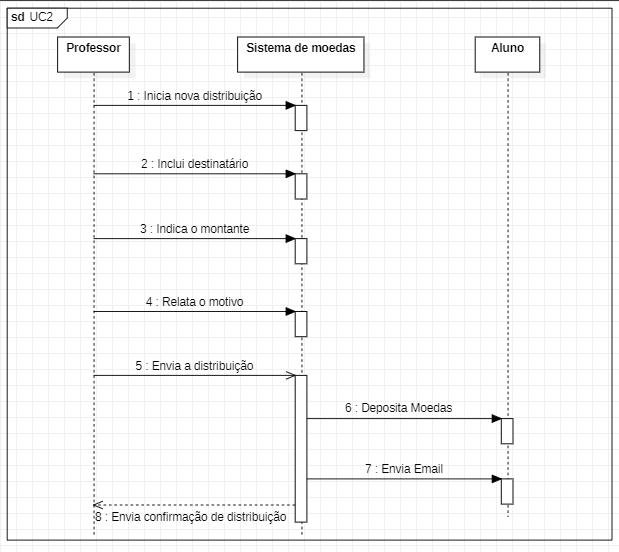 sd UC2
Professor
Sistema de moedas
Aluno
1 : Inicia nova distribuição
2 : Inclui destinatário
3 : Indica o montante
4 : Relata o motivo
5 : Envia a distribuição
6 : Deposita Moedas
7 : Envia Email
8 : Envia confirmação de distribuição